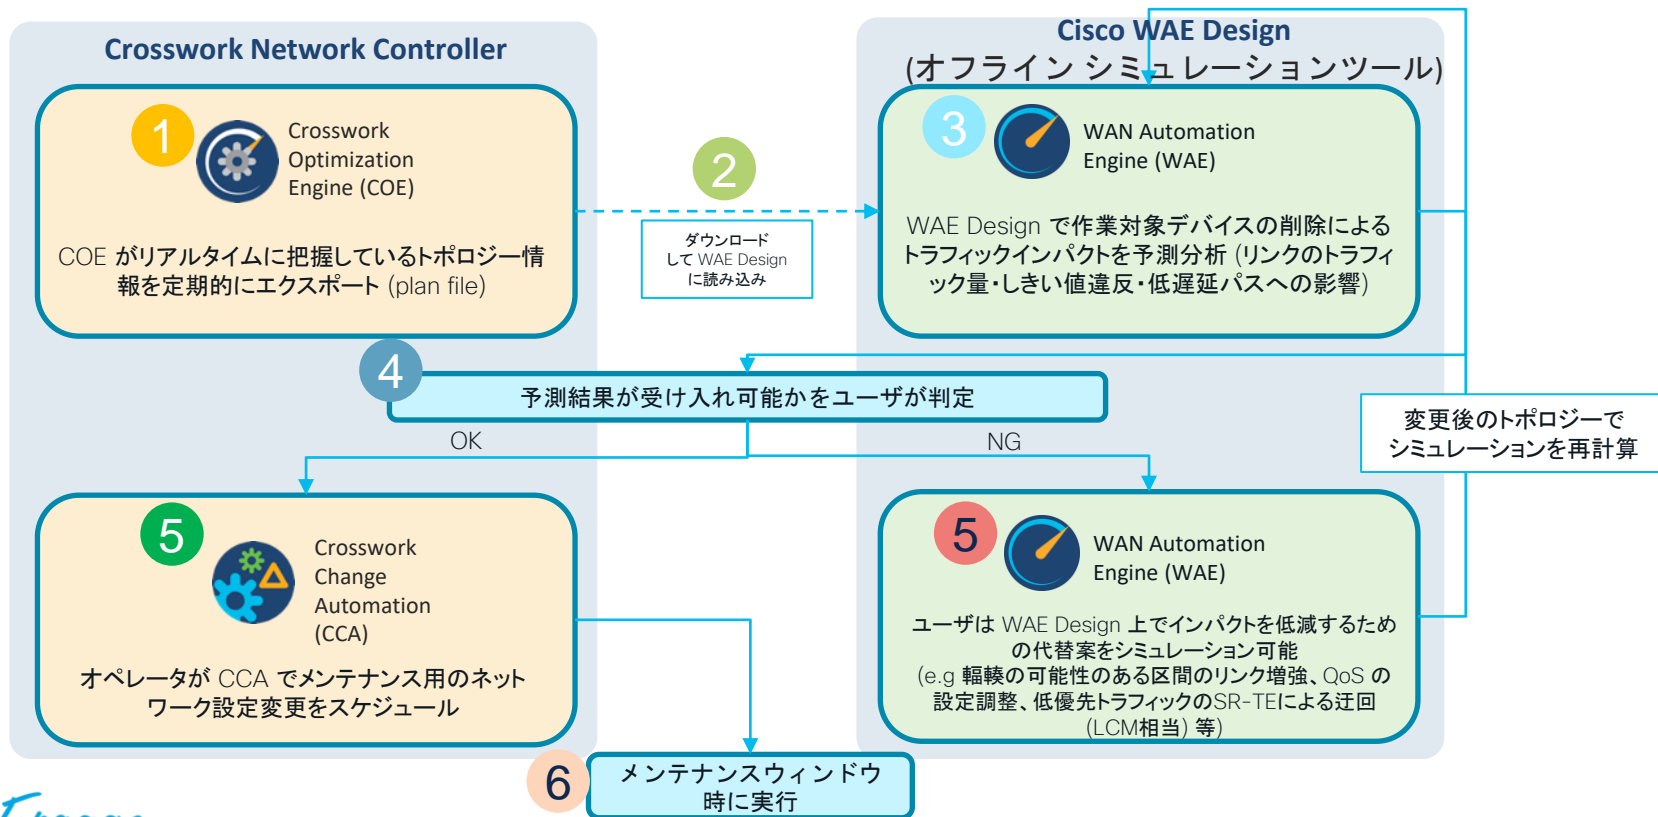 Crosswork Network Controller
Cisco WAE Design
(オフライン シミュレーションツール)
1
Crosswork
Optimization
Engine (COE)
COE がリアルタイムに把握しているトポロジー情
報を定期的にエクスポート (plan file)
2
ダウンロード
して WAE Design
に読み込み
3
WAN Automation
Engine (WAE)
WAE Design で作業対象デバイスの削除による
トラフィックインパクトを予測分析 (リンクのトラフィ
ック量・しきい値違反・低遅延パスへの影響)
4
予測結果が受け入れ可能かをユーザが判定
OK
NG
変更後のトポロジーで
シミュレーションを再計算
5
Crosswork
Change
Automation
(CCA)
オペレータが CCA でメンテナンス用のネット
ワーク設定変更をスケジュール
5
WAN Automation
Engine (WAE)
ユーザは WAE Design 上でインパクトを低減するため
の代替案をシミュレーション可能
(e.g 輻輳の可能性のある区間のリンク増強、QoS の
設定調整、低優先トラフィックのSR-TEによる迂回
(LCM相当) 等)
6
メンテナンスウィンドウ
時に実行